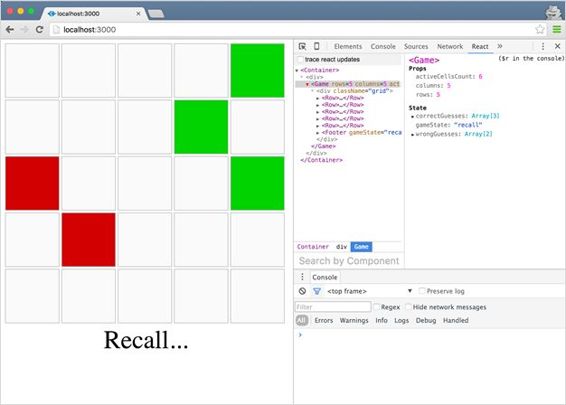 localhost:3000
localhost:3000
Recall...
Elements Console Sources Network React
trace react updates
<Container>
<div>
<Game rows=5 columns=5 act
<div className="grid">
<Row>…</Row>
<Row>…</Row>
<Row>…</Row>
<Row>…</Row>
<Row>…</Row>
<Footer gameState="reca
</div>
</Game>
</div>
</Container>
Container div Game
Search by Component
<Game> ($r in the console)
Props
activeCellsCount: 6
columns: 5
rows: 5
State
correctGuesses: Array[3]
gameState: "recall"
wrongGuesses: Array[2]
Console
<top frame> Preserve log
Filter Regex Hide network messages
All Errors Warnings Info Logs Debug Handled